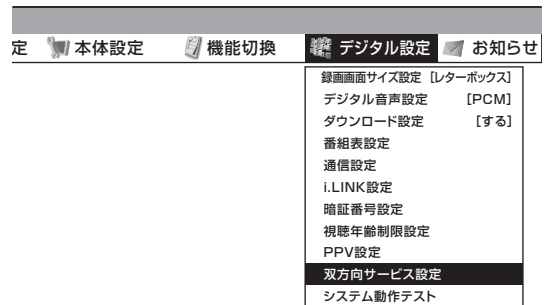 定 本体設定 機能切換 デジタル設定 お知らせ
録画画面サイズ設定 [レターボックス]
デジタル音声設定 [PCM]
ダウンロード設定 [する]
番組表設定
通信設定
i.LINK設定
暗証番号設定
視聴年齢制限設定
PPV設定
双方向サービス設定
システム動作テスト